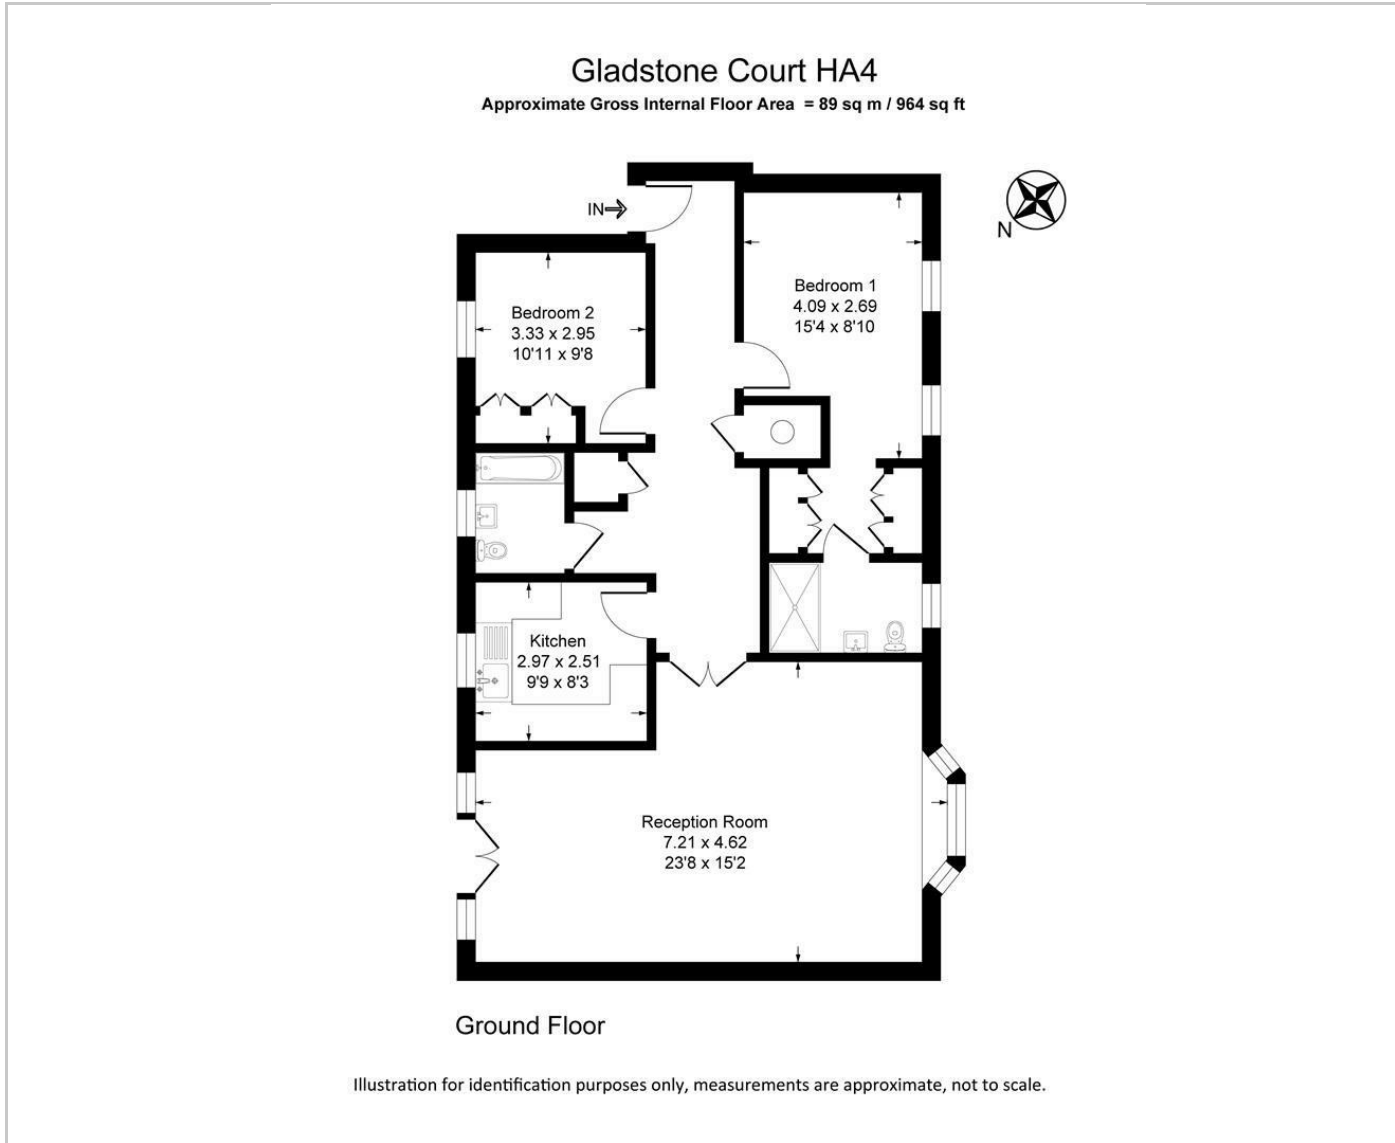 Gladstone Court HA4
Approximate Gross Internal Floor Area = 89 sq m / 964 sq ft
IN
N
Bedroom 1
4.09 x 2.69
15'4 x 8'10
Bedroom 2
3.33 x 2.95
10'11 x 9'8
Kitchen
2.97 x 2.51
9'9 x 8'3
Reception Room
7.21 x 4.62
23'8 x 15'2
Ground Floor
Illustration for identification purposes only, measurements are approximate, not to scale.